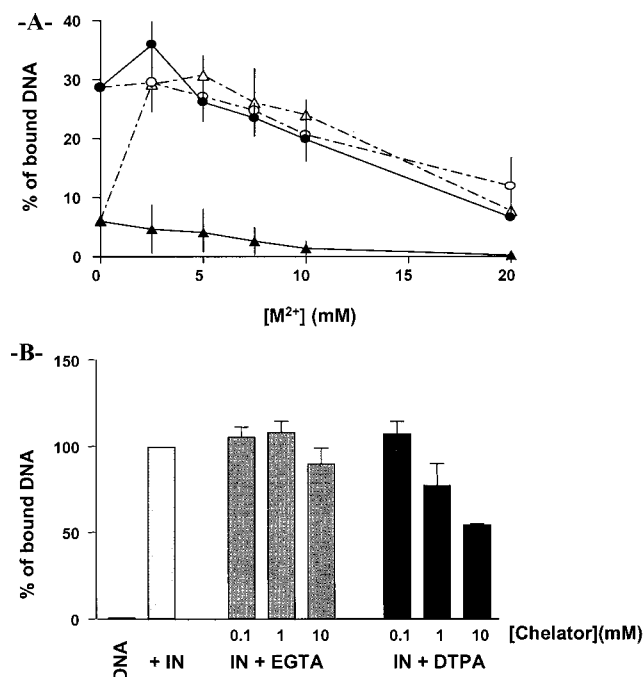 -A-
40
30
20
10
0
% of bound DNA
0 5 10 15 20
[M²⁺] (mM)
-B-
150
100
50
0
% of bound DNA
0.1 1 10 0.1 1 10 [Chelator](mM)
DNA + IN IN + EGTA IN + DTPA